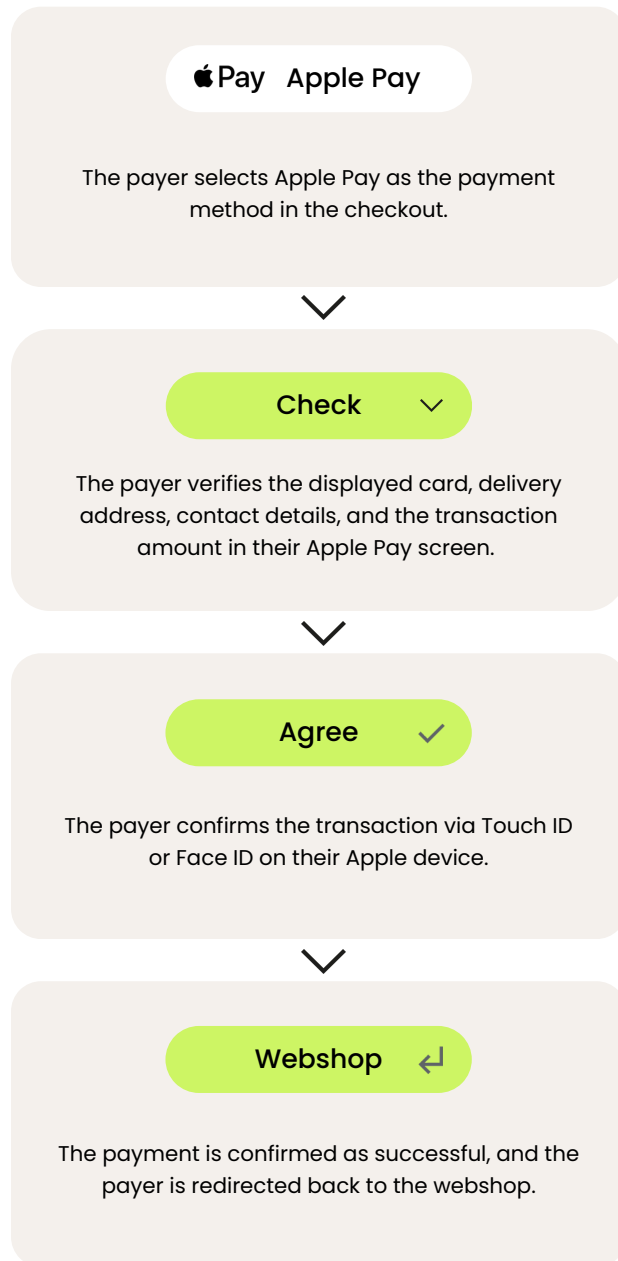 Pay Apple Pay
The payer selects Apple Pay as the payment
method in the checkout.
Check
The payer verifies the displayed card, delivery
address, contact details, and the transaction
amount in their Apple Pay screen.
Agree
The payer confirms the transaction via Touch ID
or Face ID on their Apple device.
Webshop
The payment is confirmed as successful, and the
payer is redirected back to the webshop.